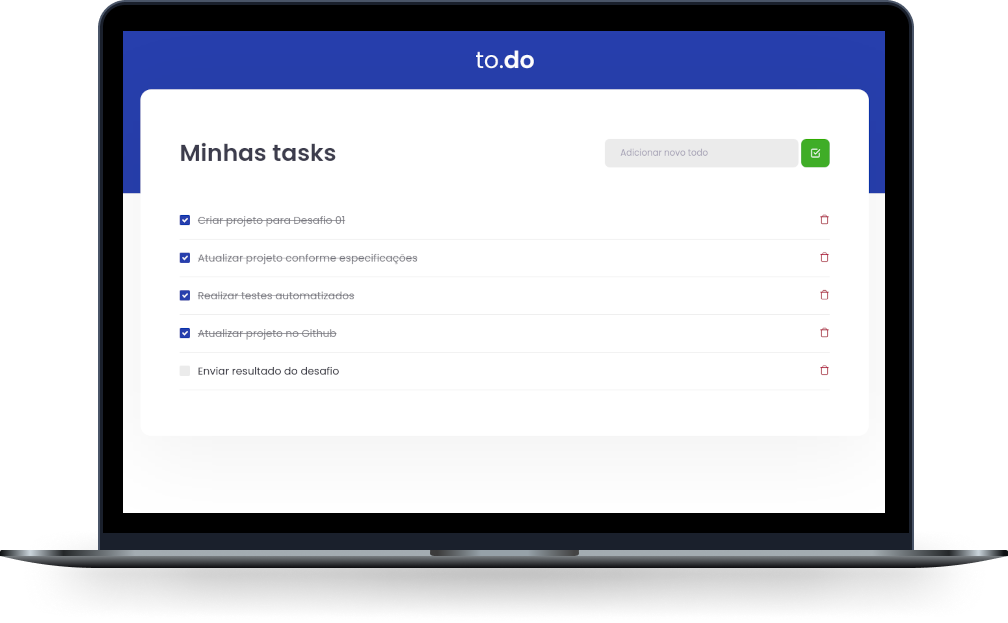 to.do
Minhas tasks
Adicionar novo todo
Criar projeto para Desafio 01
Atualizar projeto conforme especificações
Realizar testes automatizados
Atualizar projeto no Github
Enviar resultado do desafio